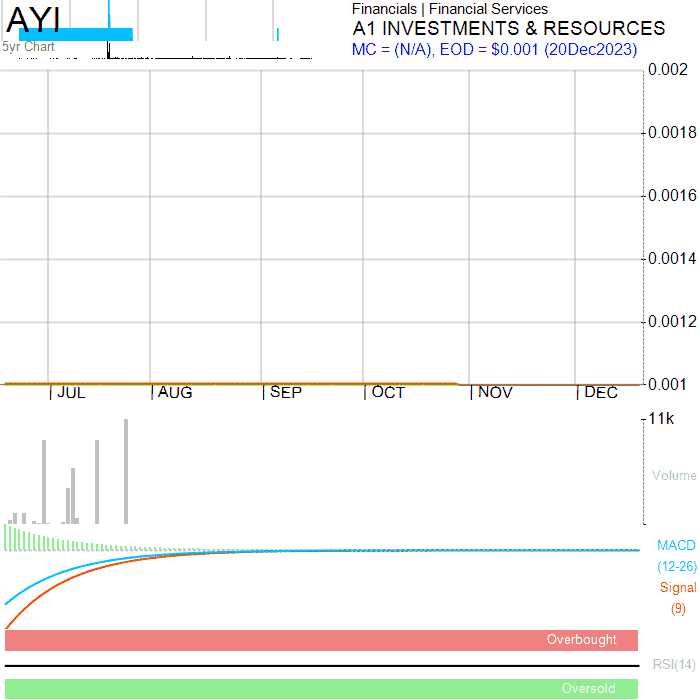 AYI
5yr Chart
Financials | Financial Services
A1 INVESTMENTS & RESOURCES
MC = (N/A), EOD = $0.001 (20Dec2023)
0.002
0.0018
0.0016
0.0014
0.0012
0.001
JUL AUG SEP OCT NOV DEC
11k
Volume
MACD
(12-26)
Signal
(9)
Overbought
RSI(14)
Oversold